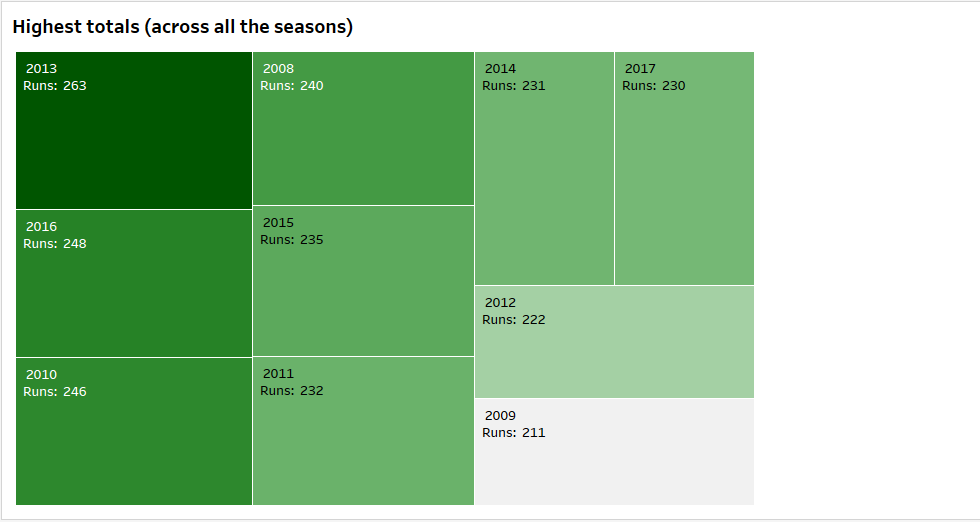 Highest totals (across all the seasons)
2013
Runs: 263
2016
Runs: 248
2010
Runs: 246
2008
Runs: 240
2015
Runs: 235
2011
Runs: 232
2014
Runs: 231
2017
Runs: 230
2012
Runs: 222
2009
Runs: 211